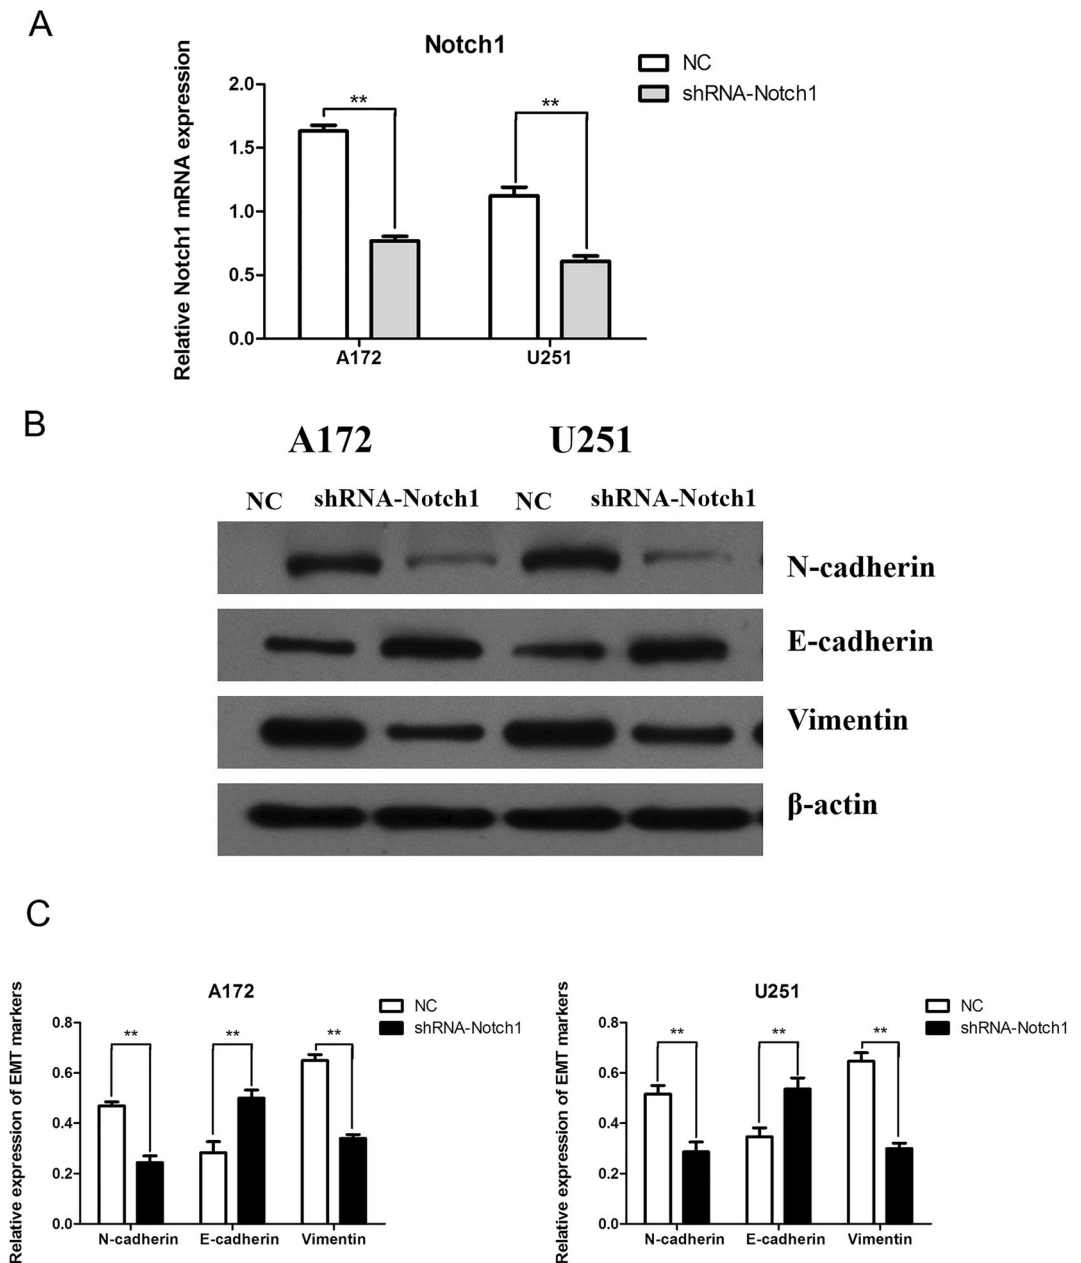 A
Notch1
NC
shRNA-Notch1
Relative Notch1 mRNA expression
2.0
1.5
1.0
0.5
0.0
**
**
A172
U251
B
A172 U251
NC shRNA-Notch1 NC shRNA-Notch1
N-cadherin
E-cadherin
Vimentin
β-actin
C
A172
NC
shRNA-Notch1
Relative expression of EMT markers
0.8
0.6
0.4
0.2
0.0
**
**
**
N-cadherin E-cadherin Vimentin
U251
NC
shRNA-Notch1
Relative expression of EMT markers
0.8
0.6
0.4
0.2
0.0
**
**
**
N-cadherin E-cadherin Vimentin